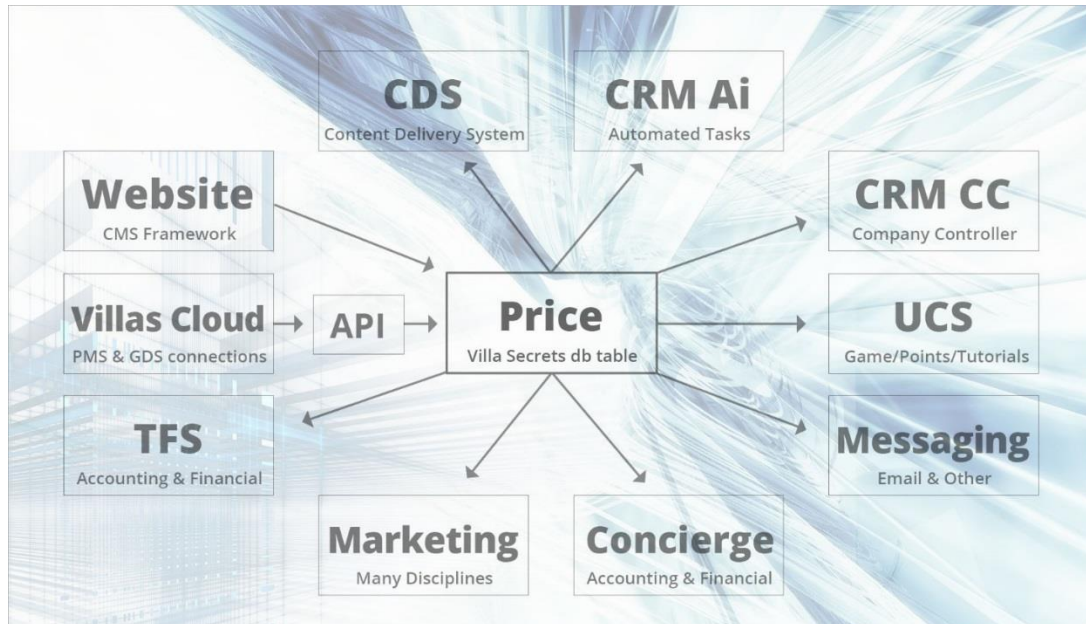 CDS
Content Delivery System
CRM Ai
Automated Tasks
Website
CMS Framework
CRM CC
Company Controller
Villas Cloud
PMS & GDS connections
API
Price
Villa Secrets db table
UCS
Game/Points/Tutorials
TFS
Accounting & Financial
Messaging
Email & Other
Marketing
Many Disciplines
Concierge
Accounting & Financial